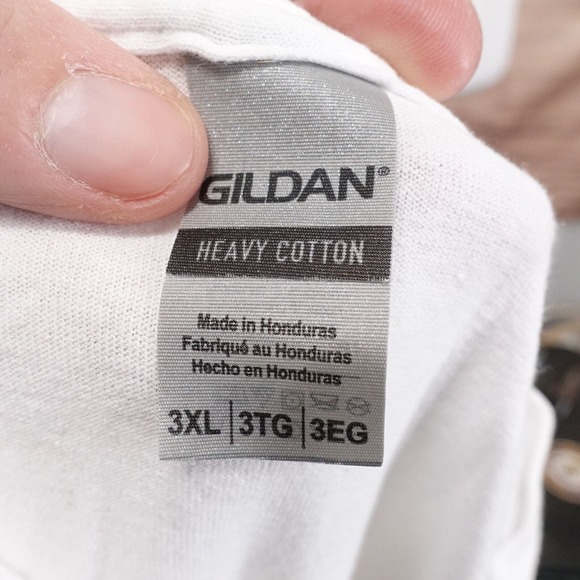 GILDAN®
HEAVY COTTON
Made in Honduras
Fabriqué au Honduras
Hecho en Honduras
3XL | 3TG | 3EG